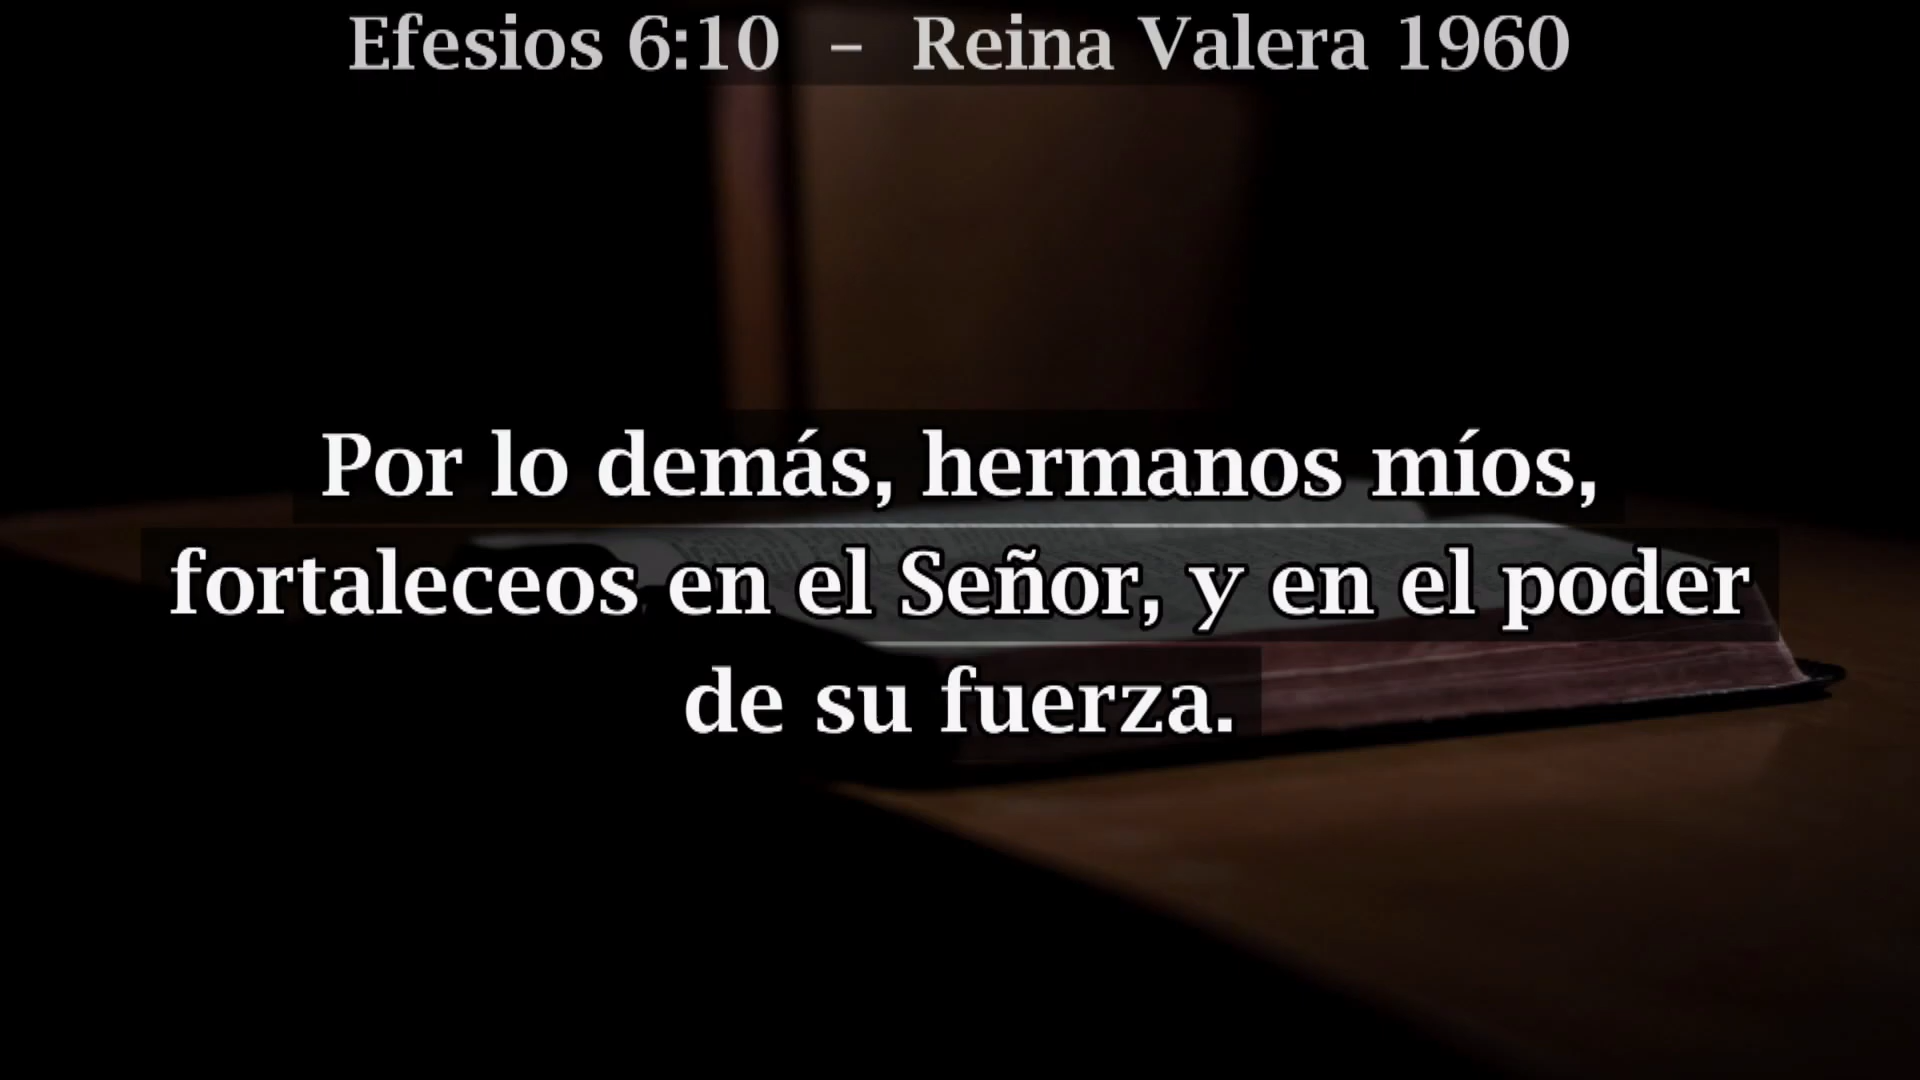 Efesios 6:10 – Reina Valera 1960
Por lo demás, hermanos míos,
fortaleceos en el Señor, y en el poder
de su fuerza.